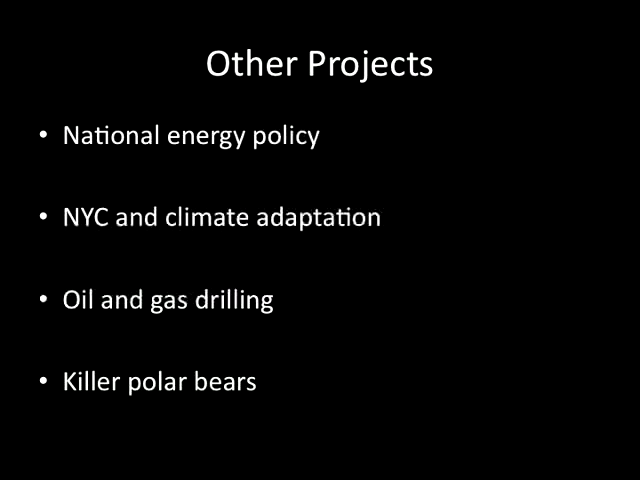 Other Projects
• National energy policy
• NYC and climate adaptation
• Oil and gas drilling
• Killer polar bears